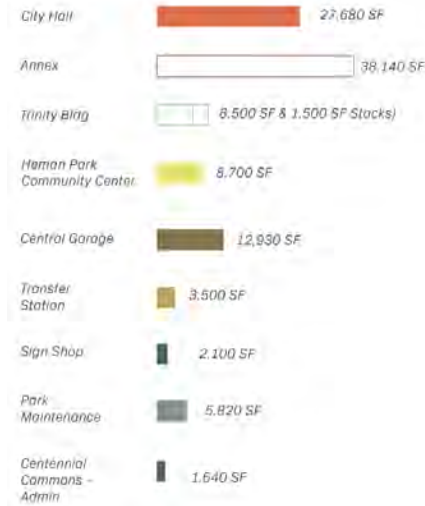 City Hall
27,680 SF
Annex
38,140 SF
Trinity Bldg
8,500 SF & 1,500 SF Stacks)
Heman Park
Community Center
8,700 SF
Central Garage
12,930 SF
Transfer
Station
3,500 SF
Sign Shop
2,100 SF
Park
Maintenance
5,820 SF
Centennial
Commons -
Admin
1,640 SF